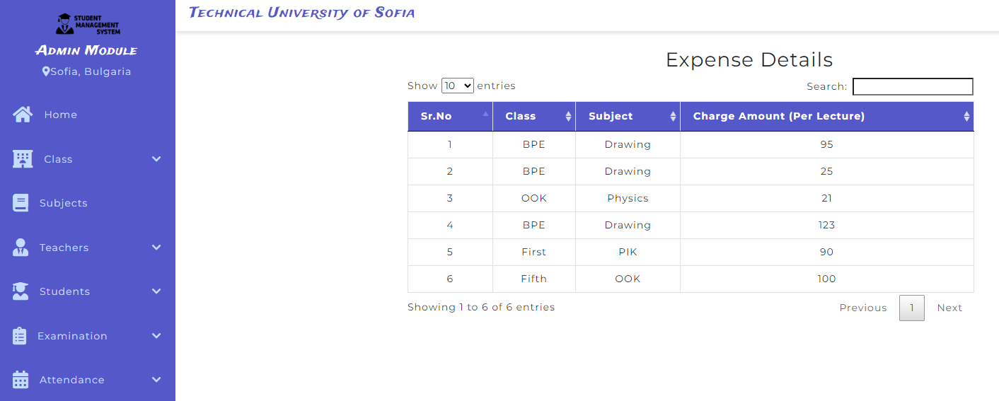 STUDENT
MANAGEMENT
SYSTEM
Admin Module
Sofia, Bulgaria
Home
Class
Subjects
Teachers
Students
Examination
Attendance
Technical University of Sofia
Expense Details
Show 10 entries Search:
Sr.No Class Subject Charge Amount (Per Lecture)
1 BPE Drawing 95
2 BPE Drawing 25
3 OOK Physics 21
4 BPE Drawing 123
5 First PIK 90
6 Fifth OOK 100
Showing 1 to 6 of 6 entries Previous 1 Next